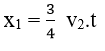 x₁ = 3/4 v₂.t